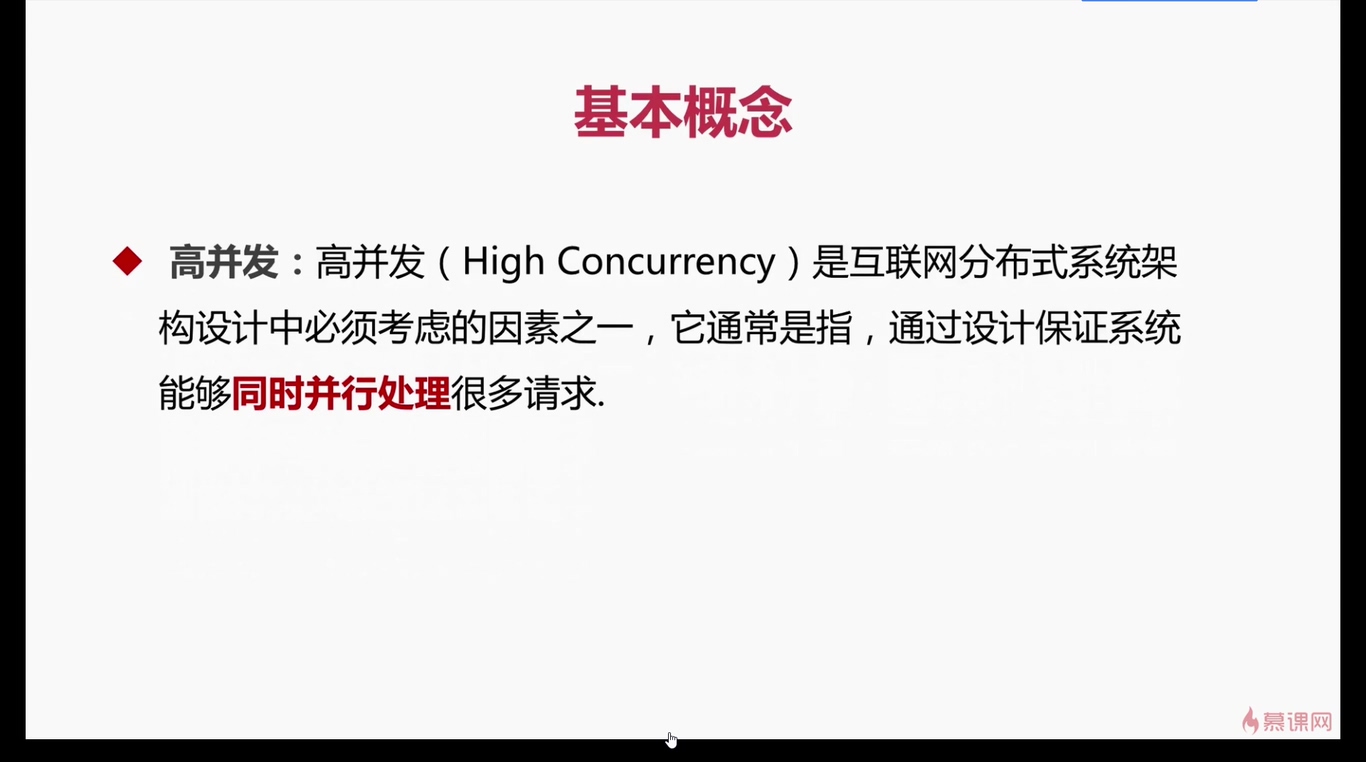 基本概念
◆ 高并发：高并发（High Concurrency）是互联网分布式系统架
构设计中必须考虑的因素之一，它通常是指，通过设计保证系统
能够同时并行处理很多请求.
慕课网